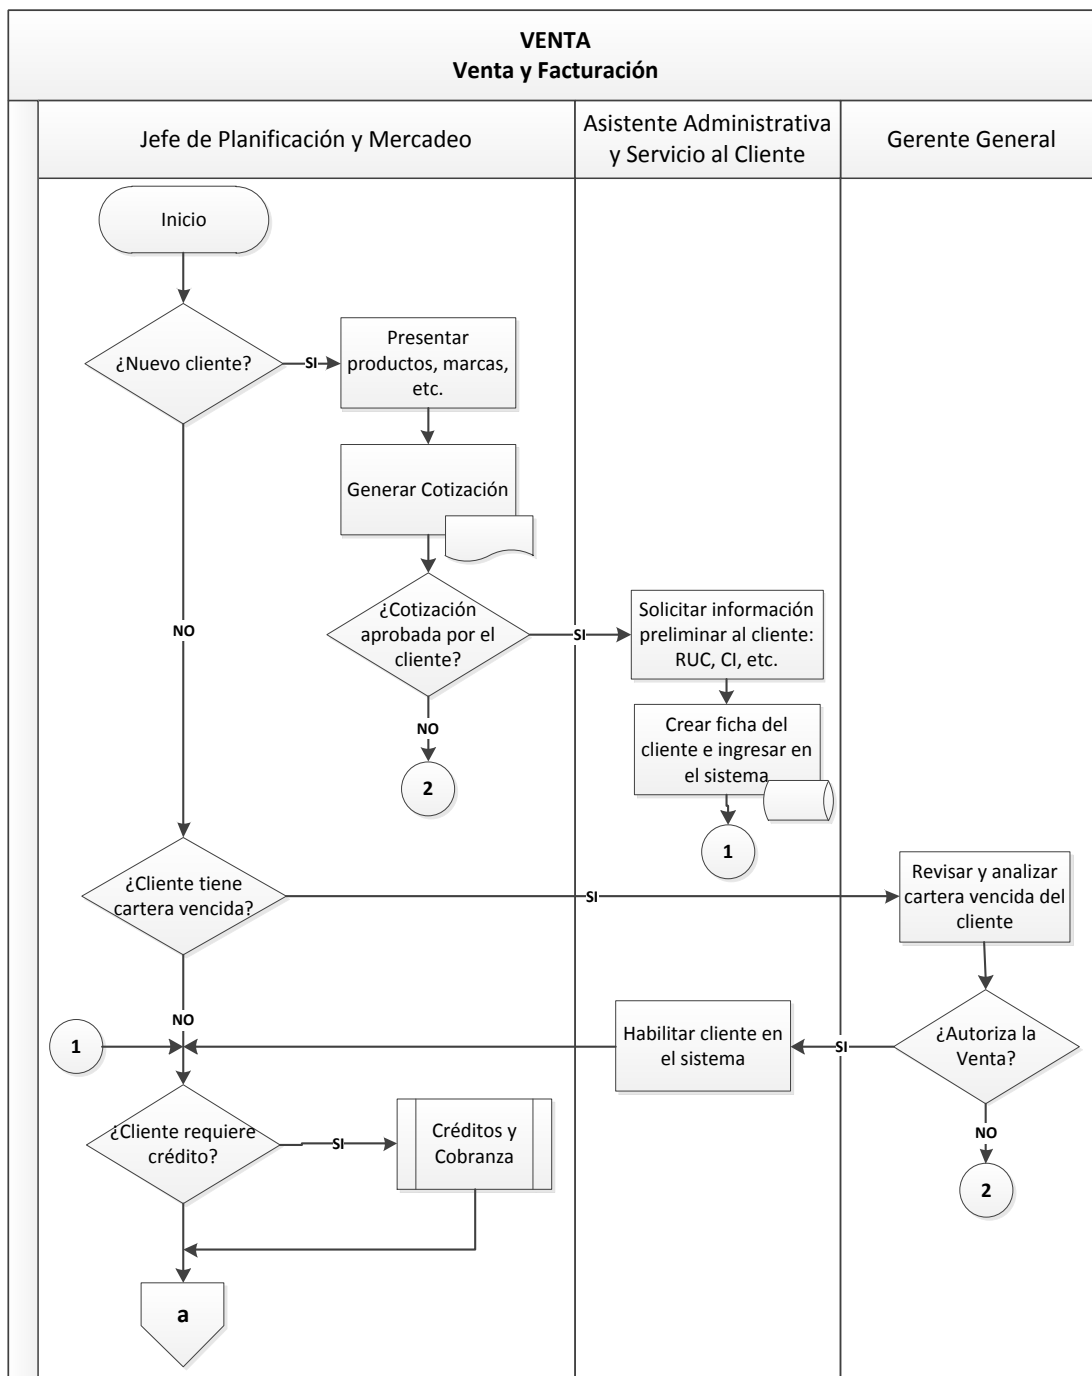 VENTA
Venta y Facturación
Jefe de Planificación y Mercadeo
Asistente Administrativa
y Servicio al Cliente
Gerente General
Inicio
¿Nuevo cliente?
SI
Presentar
productos, marcas,
etc.
Generar Cotización
NO
¿Cotización
aprobada por el
cliente?
SI
Solicitar información
preliminar al cliente:
RUC, CI, etc.
NO
2
Crear ficha del
cliente e ingresar en
el sistema
1
¿Cliente tiene
cartera vencida?
SI
Revisar y analizar
cartera vencida del
cliente
NO
1
Habilitar cliente en
el sistema
SI
¿Autoriza la
Venta?
NO
2
¿Cliente requiere
crédito?
SI
Créditos y
Cobranza
a